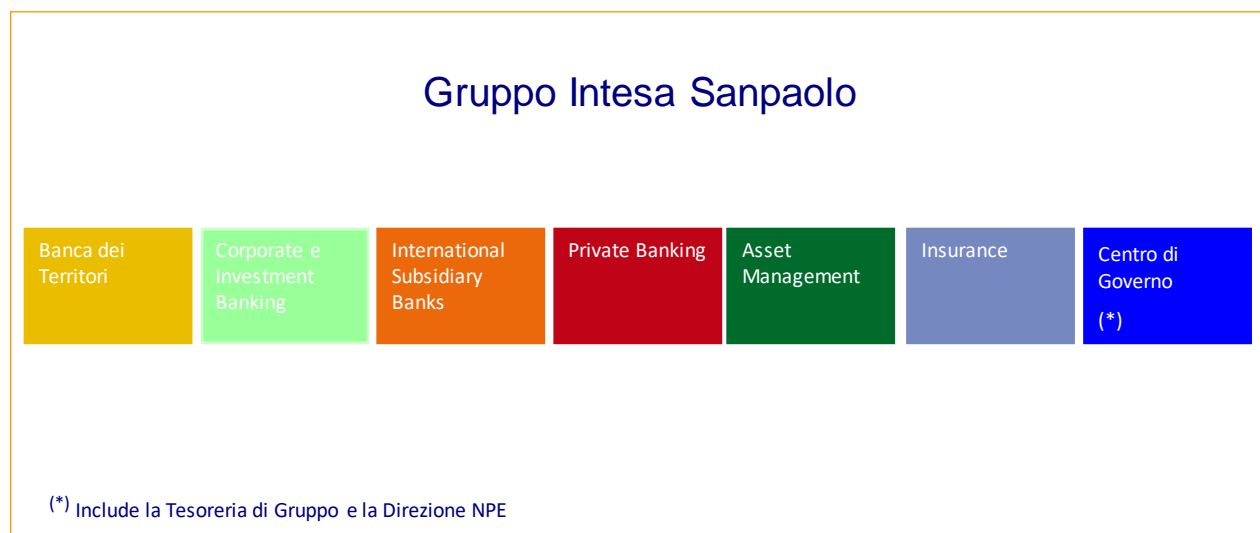 Gruppo Intesa Sanpaolo
Banca dei
Territori
Corporate e
Investment
Banking
International
Subsidiary
Banks
Private Banking
Asset
Management
Insurance
Centro di
Governo
(*)
(*) Include la Tesoreria di Gruppo e la Direzione NPE